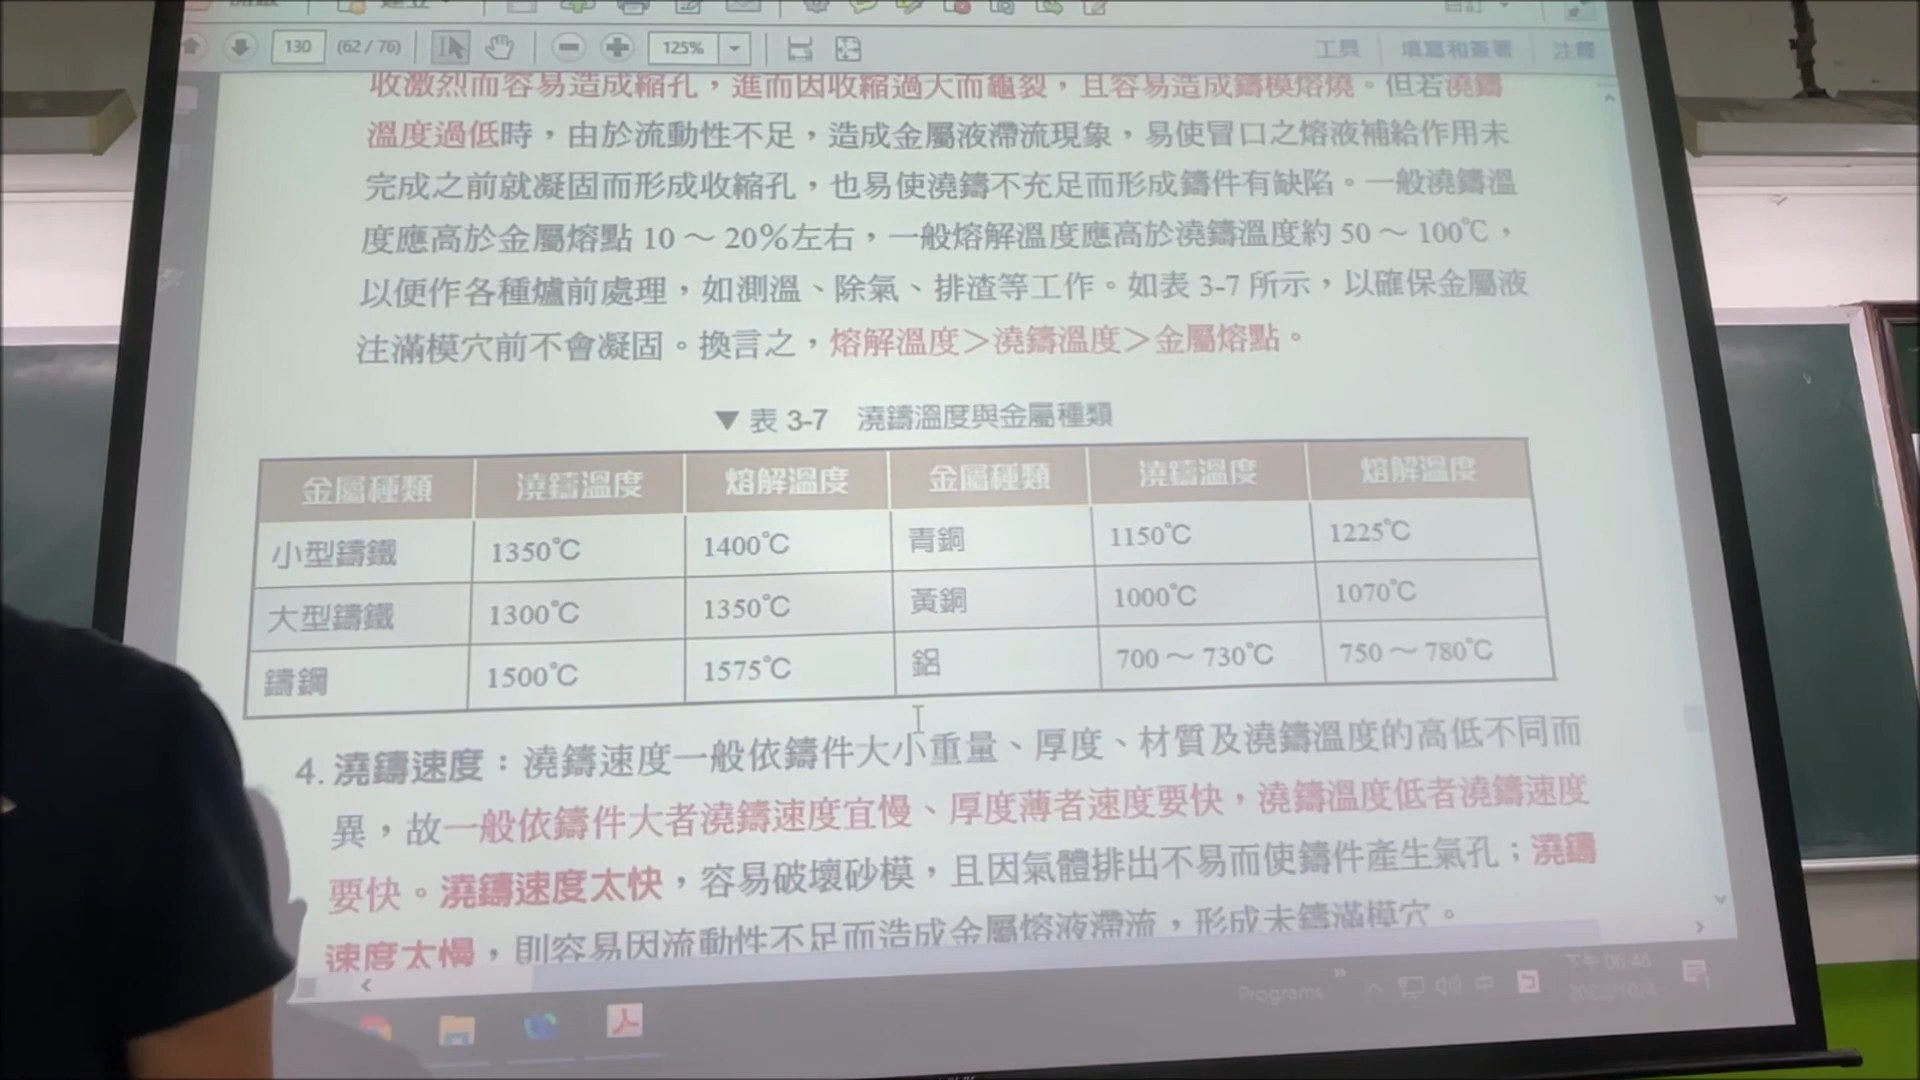 130 (62 / 76) 125% 工具 填寫和簽署 注釋
收激烈而容易造成縮孔，進而因收縮過大而龜裂，且容易造成鑄模熔燒。但若澆鑄
溫度過低時，由於流動性不足，造成金屬液滯流現象，易使冒口之熔液補給作用未
完成之前就凝固而形成收縮孔，也易使澆鑄不充足而形成鑄件有缺陷。一般澆鑄溫
度應高於金屬熔點 10～20%左右，一般熔解溫度應高於澆鑄溫度約 50～100℃，
以便作各種爐前處理，如測溫、除氣、排渣等工作。如表 3-7 所示，以確保金屬液
注滿模穴前不會凝固。換言之，熔解溫度＞澆鑄溫度＞金屬熔點。
▼ 表 3-7 澆鑄溫度與金屬種類
金屬種類 澆鑄溫度 熔解溫度 金屬種類 澆鑄溫度 熔解溫度
小型鑄鐵 1350℃ 1400℃ 青銅 1150℃ 1225℃
大型鑄鐵 1300℃ 1350℃ 黃銅 1000℃ 1070℃
鑄鋼 1500℃ 1575℃ 鋁 700～730℃ 750～780℃
4. 澆鑄速度：澆鑄速度一般依鑄件大小重量、厚度、材質及澆鑄溫度的高低不同而
異，故一般依鑄件大者澆鑄速度宜慢、厚度薄者速度要快，澆鑄溫度低者澆鑄速度
要快。澆鑄速度太快，容易破壞砂模，且因氣體排出不易而使鑄件產生氣孔；澆鑄
速度太慢，則容易因流動性不足而造成金屬熔液滯流，形成未鑄滿模穴。
Programs 中 下午 06:46